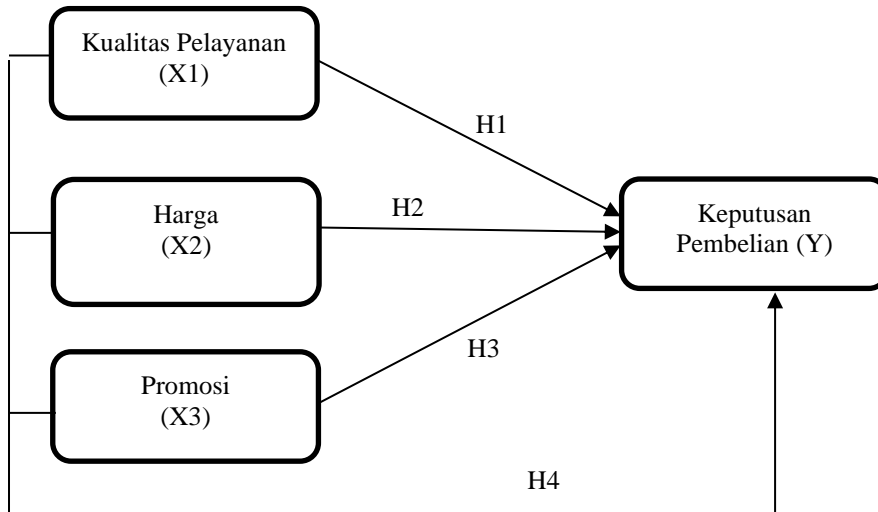 Kualitas Pelayanan
(X1)
H1
Harga
(X2)
H2
Keputusan
Pembelian (Y)
Promosi
(X3)
H3
H4